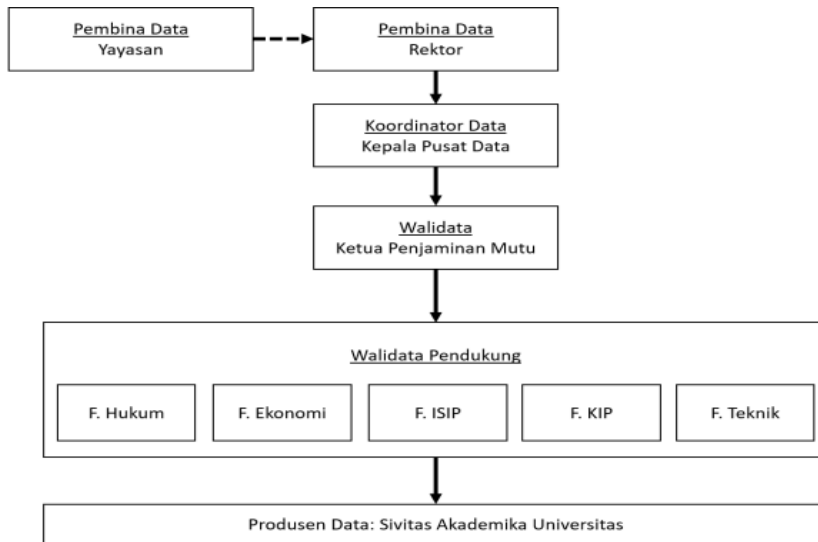 Pembina Data
Yayasan
Pembina Data
Rektor
Koordinator Data
Kepala Pusat Data
Walidata
Ketua Penjaminan Mutu
Walidata Pendukung
F. Hukum
F. Ekonomi
F. ISIP
F. KIP
F. Teknik
Produsen Data: Sivitas Akademika Universitas